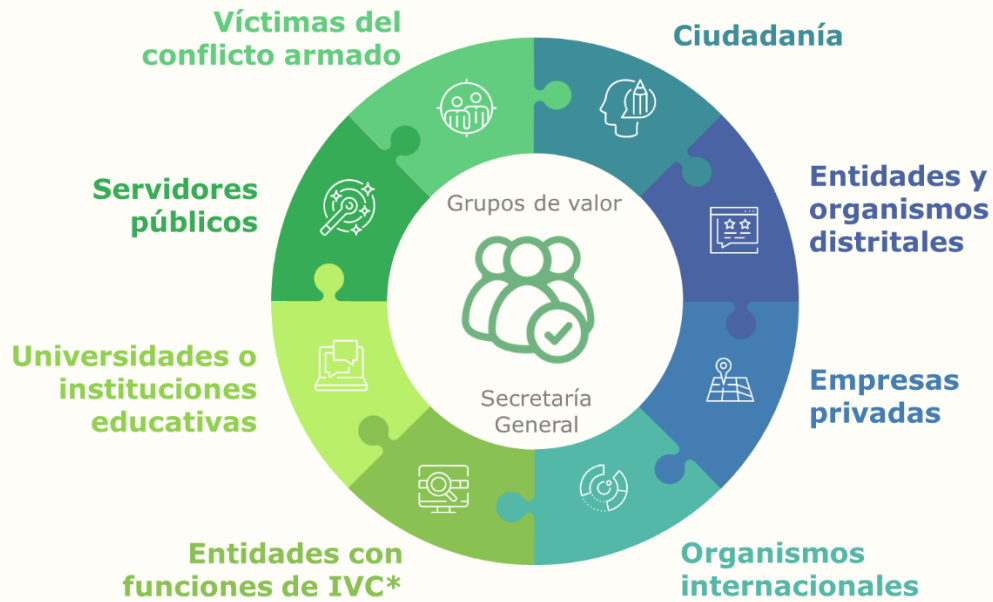 Víctimas del
conflicto armado
Ciudadanía
Servidores
públicos
Grupos de valor
Entidades y
organismos
distritales
Universidades o
instituciones
educativas
Secretaría
General
Empresas
privadas
Entidades con
funciones de IVC*
Organismos
internacionales